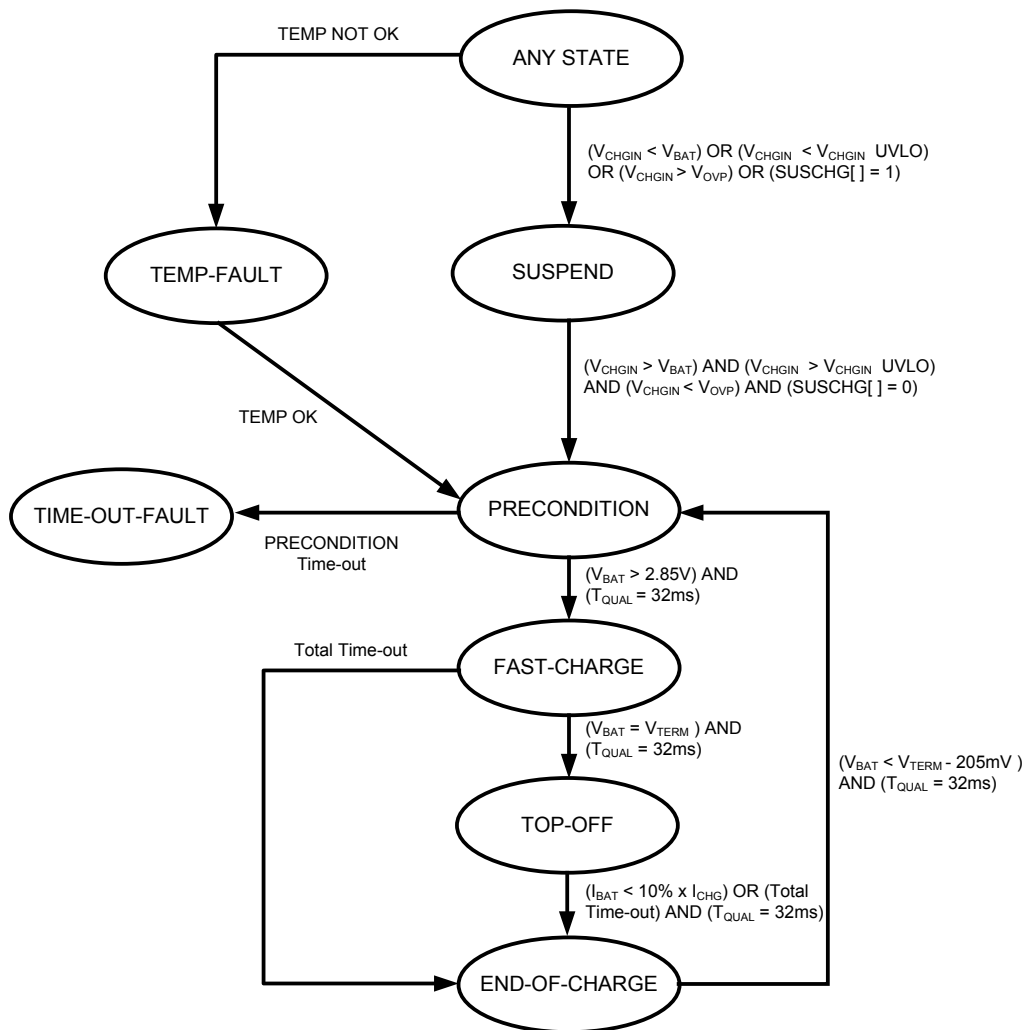 TEMP NOT OK
ANY STATE
(VCHGIN < VBAT) OR (VCHGIN < VCHGIN UVLO)
OR (VCHGIN > VOVP) OR (SUSCHG[ ] = 1)
TEMP-FAULT
SUSPEND
(VCHGIN > VBAT) AND (VCHGIN > VCHGIN UVLO)
AND (VCHGIN < VOVP) AND (SUSCHG[ ] = 0)
TEMP OK
TIME-OUT-FAULT
PRECONDITION
PRECONDITION
Time-out
(VBAT > 2.85V) AND
(TQUAL = 32ms)
Total Time-out
FAST-CHARGE
(VBAT = VTERM ) AND
(TQUAL = 32ms)
(VBAT < VTERM - 205mV )
AND (TQUAL = 32ms)
TOP-OFF
(IBAT < 10% x ICHG) OR (Total
Time-out) AND (TQUAL = 32ms)
END-OF-CHARGE